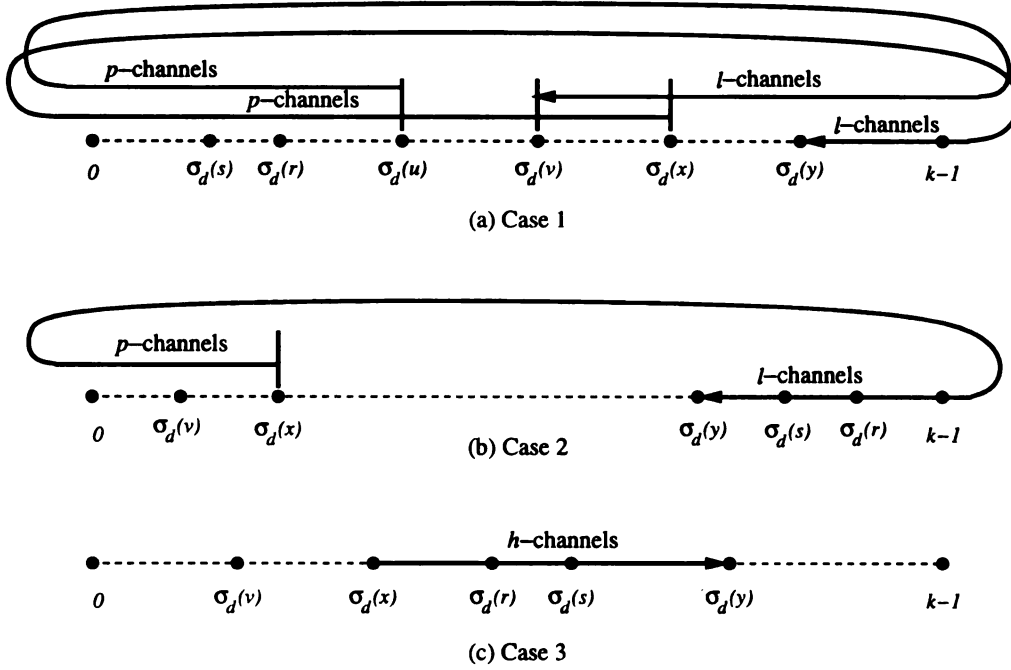 p–channels
l–channels
p–channels
l–channels
0 σd(s) σd(r) σd(u) σd(v) σd(x) σd(y) k–1
(a) Case 1
p–channels
l–channels
0 σd(v) σd(x) σd(y) σd(s) σd(r) k–1
(b) Case 2
h–channels
0 σd(v) σd(x) σd(r) σd(s) σd(y) k–1
(c) Case 3